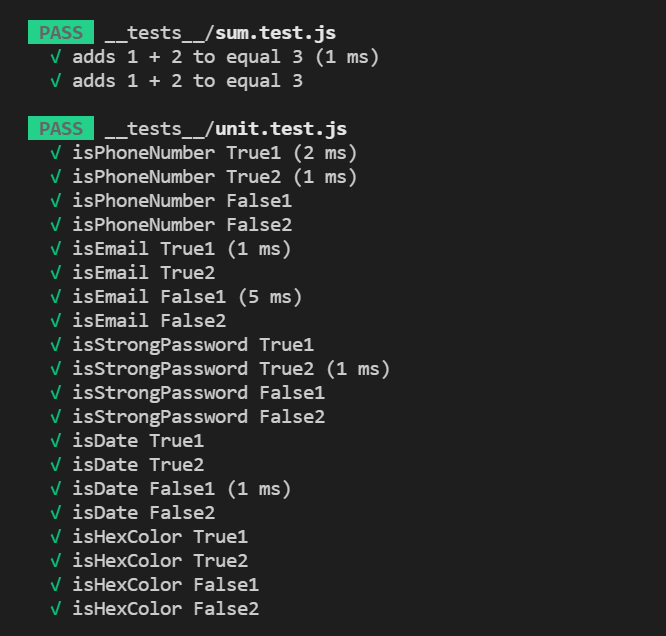 PASS __tests__/sum.test.js
√ adds 1 + 2 to equal 3 (1 ms)
√ adds 1 + 2 to equal 3
PASS __tests__/unit.test.js
√ isPhoneNumber True1 (2 ms)
√ isPhoneNumber True2 (1 ms)
√ isPhoneNumber False1
√ isPhoneNumber False2
√ isEmail True1 (1 ms)
√ isEmail True2
√ isEmail False1 (5 ms)
√ isEmail False2
√ isStrongPassword True1
√ isStrongPassword True2 (1 ms)
√ isStrongPassword False1
√ isStrongPassword False2
√ isDate True1
√ isDate True2
√ isDate False1 (1 ms)
√ isDate False2
√ isHexColor True1
√ isHexColor True2
√ isHexColor False1
√ isHexColor False2